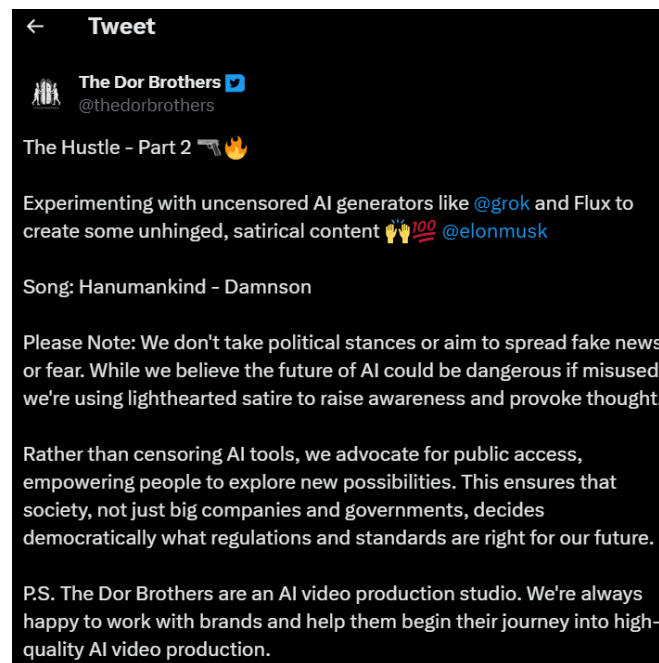 ← Tweet
The Dor Brothers
@thedorbrothers
The Hustle - Part 2 🔫🔥
Experimenting with uncensored AI generators like @grok and Flux to
create some unhinged, satirical content 🙌💯 @elonmusk
Song: Hanumankind - Damnson
Please Note: We don't take political stances or aim to spread fake news
or fear. While we believe the future of AI could be dangerous if misused
we're using lighthearted satire to raise awareness and provoke thought.
Rather than censoring AI tools, we advocate for public access,
empowering people to explore new possibilities. This ensures that
society, not just big companies and governments, decides
democratically what regulations and standards are right for our future.
P.S. The Dor Brothers are an AI video production studio. We're always
happy to work with brands and help them begin their journey into high-
quality AI video production.